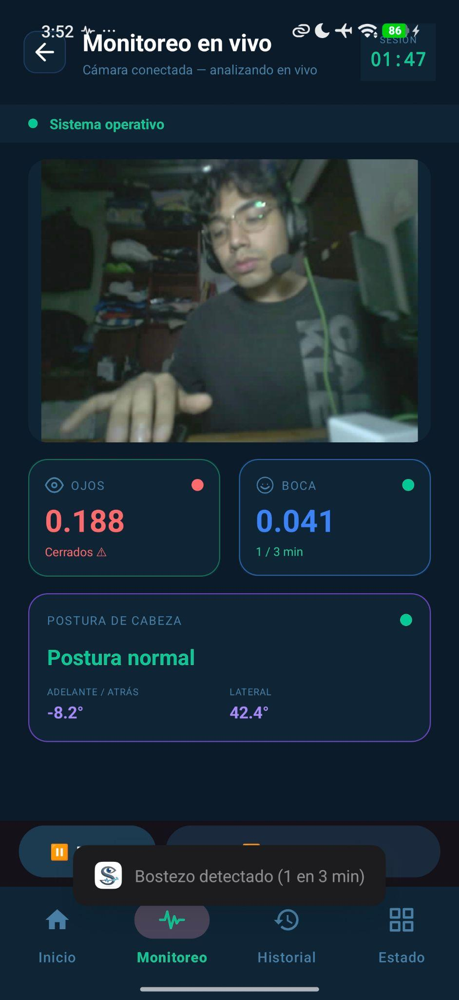 3:52 ...
86
Monitoreo en vivo
SESIÓN
01:47
Cámara conectada — analizando en vivo
Sistema operativo
OJOS
0.188
Cerrados ⚠
BOCA
0.041
1 / 3 min
POSTURA DE CABEZA
Postura normal
ADELANTE / ATRÁS
LATERAL
-8.2°
42.4°
Bostezo detectado (1 en 3 min)
Inicio
Monitoreo
Historial
Estado